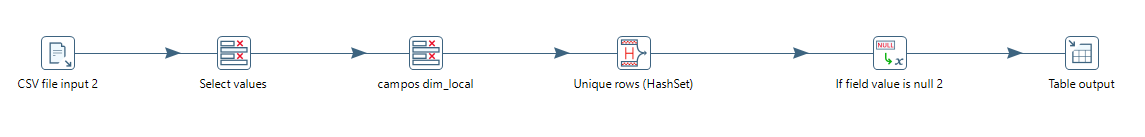 H
NULL
x
CSV file input 2
Select values
campos dim_local
Unique rows (HashSet)
If field value is null 2
Table output